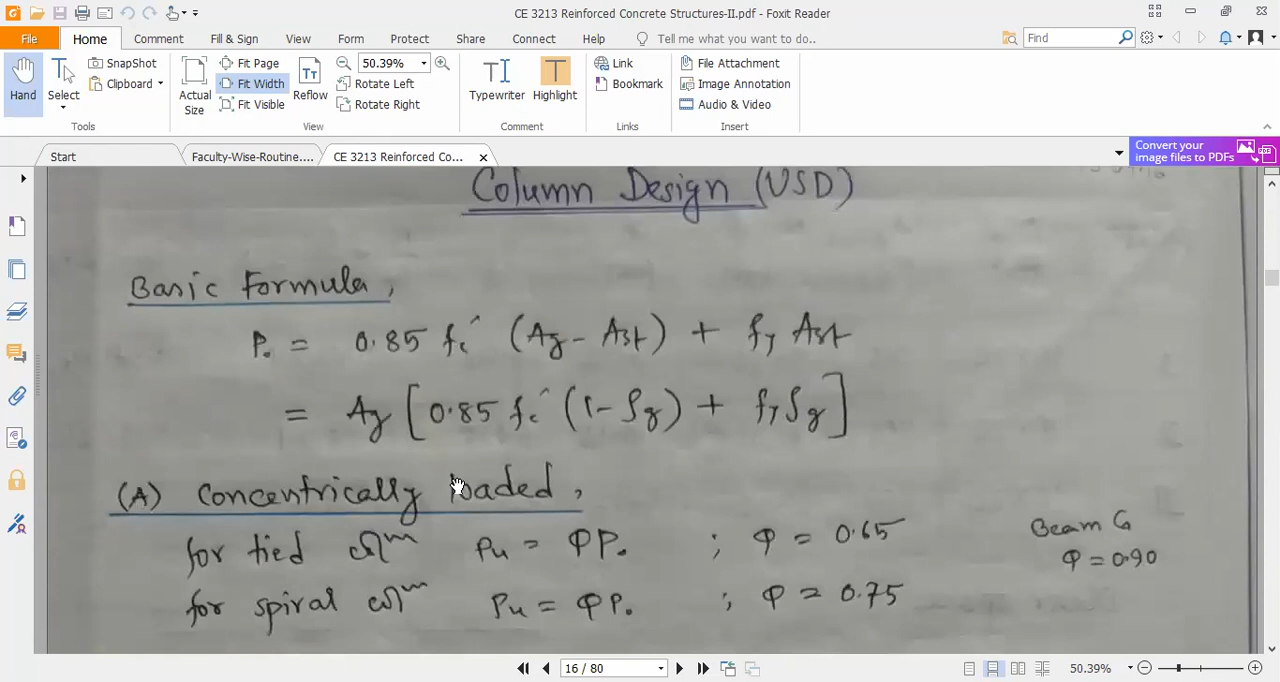 CE 3213 Reinforced Concrete Structures-II.pdf - Foxit Reader
File Home Comment Fill & Sign View Form Protect Share Connect Help Tell me what you want to do.. Find
Hand
Select
SnapShot
Clipboard
Tools
Actual Size
Fit Page
Fit Width
Fit Visible
Reflow
50.39%
Rotate Left
Rotate Right
View
Typewriter
Highlight
Comment
Link
Bookmark
Links
File Attachment
Image Annotation
Audio & Video
Insert
Start
Faculty-Wise-Routine....
CE 3213 Reinforced Co...
Convert your
image files to PDFs
PDF
Column Design (USD)
Basic Formula,
P₀ = 0.85 fc´ (Ag - Ast) + fy Ast
= Ag [0.85 fc´ (1-ρg) + fyρg]
(A) Concentrically loaded,
for tied colᵐ Pu = φP₀ ; φ = 0.65
Beam
φ = 0.90
for spiral colᵐ Pu = φP₀ ; φ = 0.75
16 / 80
50.39%